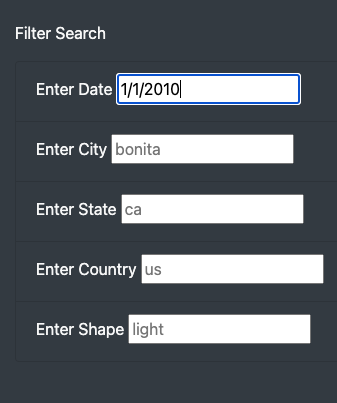 Filter Search
Enter Date 1/1/2010
Enter City bonita
Enter State ca
Enter Country us
Enter Shape light